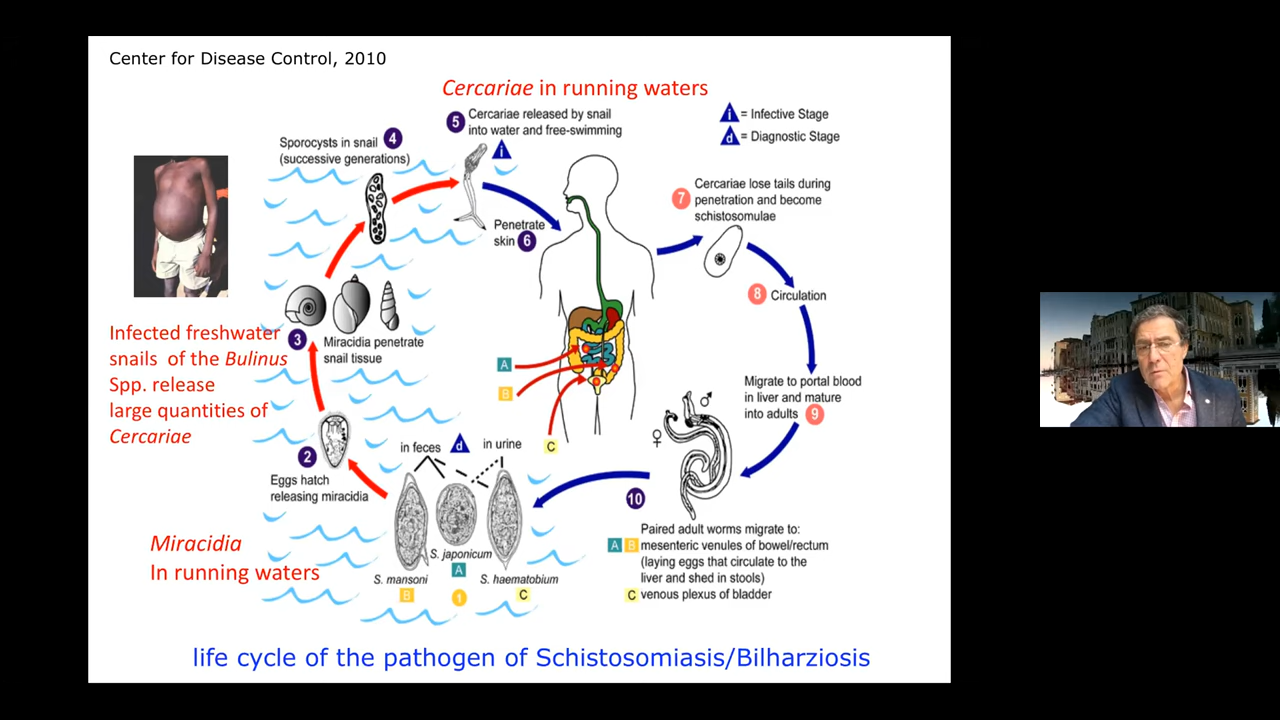 Center for Disease Control, 2010
Cercariae in running waters
5
Cercariae released by snail
into water and free-swimming
i
i = Infective Stage
d = Diagnostic Stage
Sporocysts in snail 4
(successive generations)
Penetrate
skin 6
7
Cercariae lose tails during
penetration and become
schistosomulae
8 Circulation
Infected freshwater
snails of the Bulinus
Spp. release
large quantities of
Cercariae
3
Miracidia penetrate
snail tissue
A
B
C
Migrate to portal blood
in liver and mature
into adults 9
♂
♀
2
Eggs hatch
releasing miracidia
in feces d in urine
Miracidia
In running waters
S. mansoni
B
S. japonicum
A
1
S. haematobium
C
10
Paired adult worms migrate to:
A B mesenteric venules of bowel/rectum
(laying eggs that circulate to the
liver and shed in stools)
C venous plexus of bladder
life cycle of the pathogen of Schistosomiasis/Bilharziosis